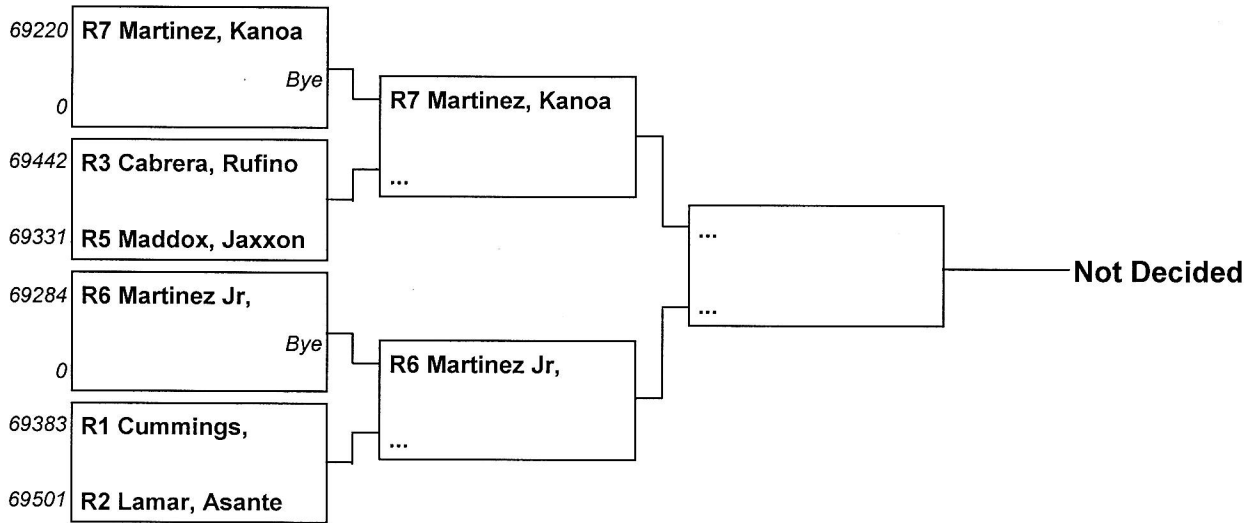 69220 R7 Martinez, Kanoa
Bye
0
69442 R3 Cabrera, Rufino
69331 R5 Maddox, Jaxxon
69284 R6 Martinez Jr,
Bye
0
69383 R1 Cummings,
69501 R2 Lamar, Asante
R7 Martinez, Kanoa
...
R6 Martinez Jr,
...
...
...
Not Decided